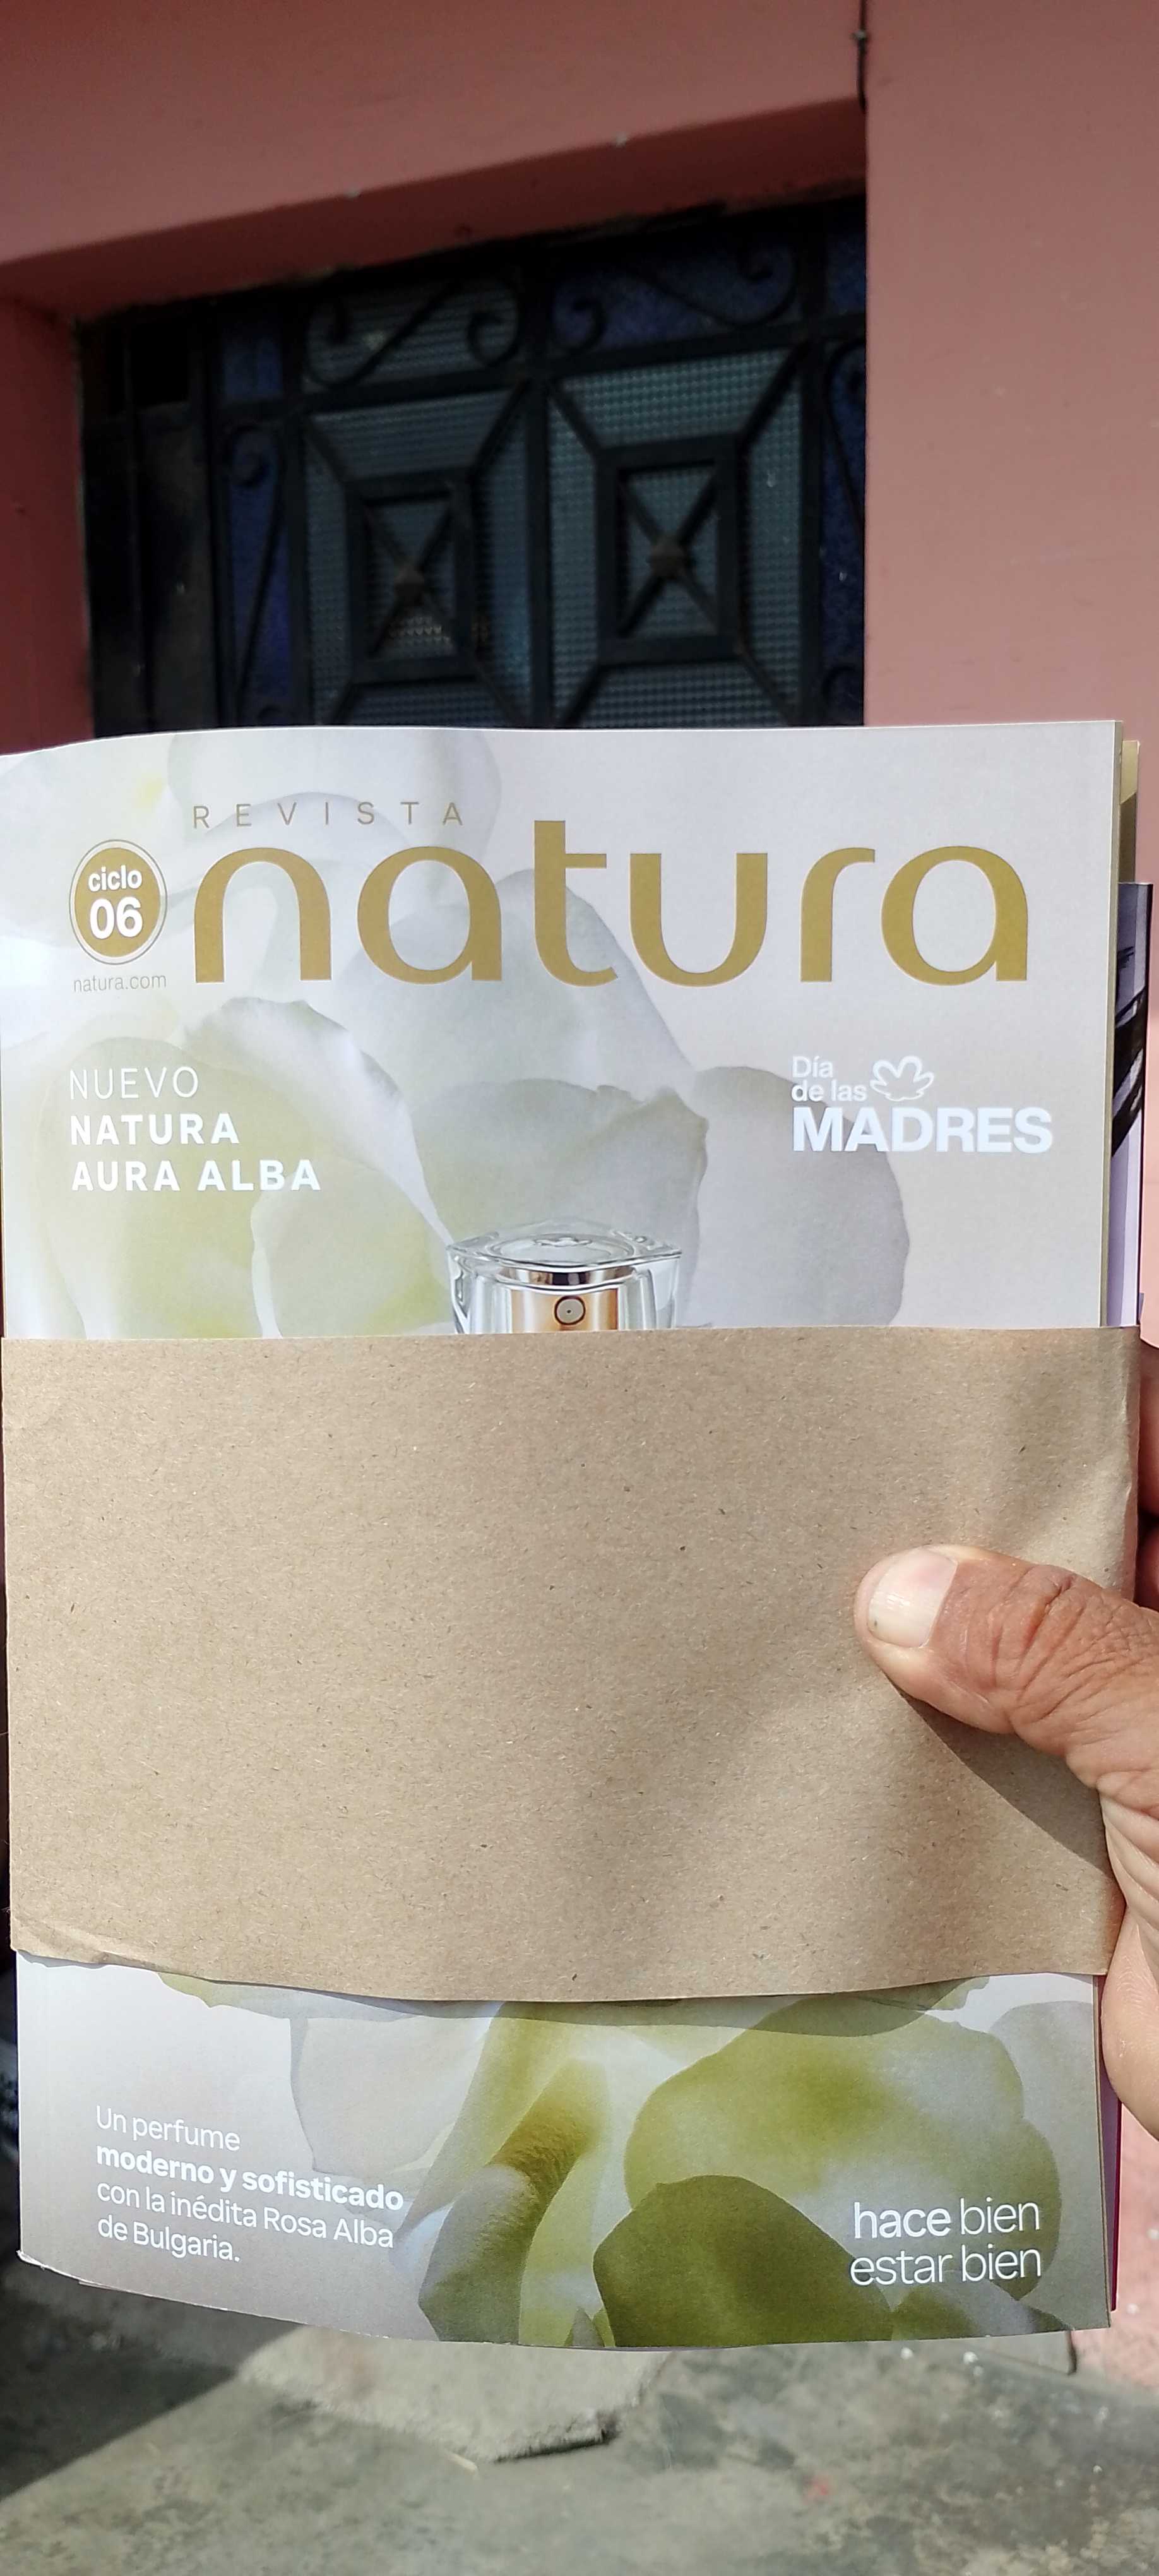 REVISTA
natura
ciclo
06
natura.com
NUEVO
NATURA
AURA ALBA
Día
de las
MADRES
Un perfume
moderno y sofisticado
con la inédita Rosa Alba
de Bulgaria.
hace bien
estar bien